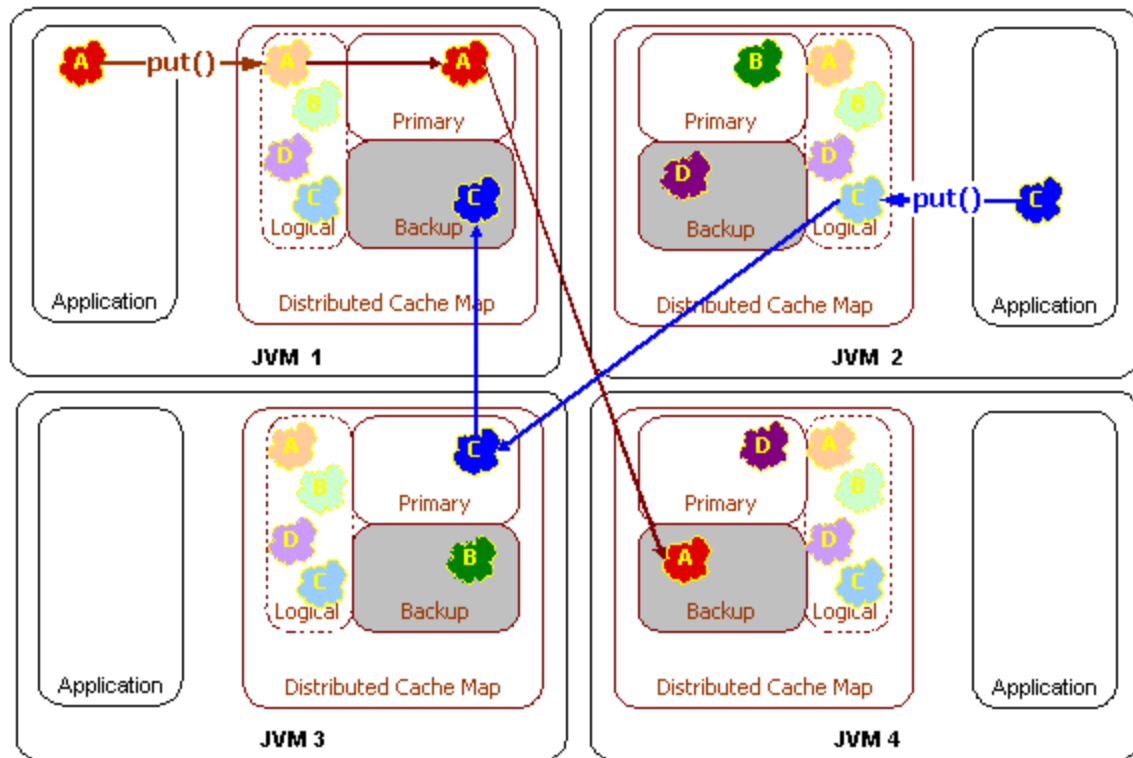 A put() A A
B
Primary
D
C C
Logical Backup
Application
Distributed Cache Map
JVM 1
B A
B
Primary
D D
C put() C
Backup Logical
Distributed Cache Map
Application
JVM 2
A C
B
Primary
D B
C
Logical Backup
Application
Distributed Cache Map
JVM 3
D A
B
Primary
A D
C
Backup Logical
Distributed Cache Map
Application
JVM 4